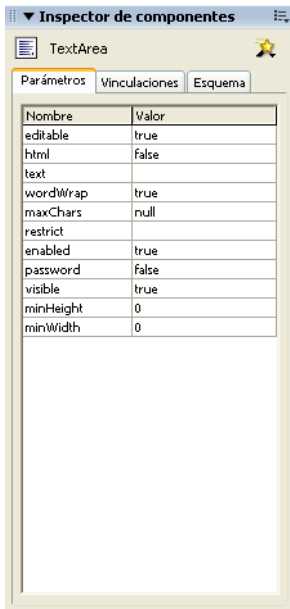 Inspector de componentes
TextArea
Parámetros Vinculaciones Esquema
Nombre Valor
editable true
html false
text
wordWrap true
maxChars null
restrict
enabled true
password false
visible true
minHeight 0
minWidth 0